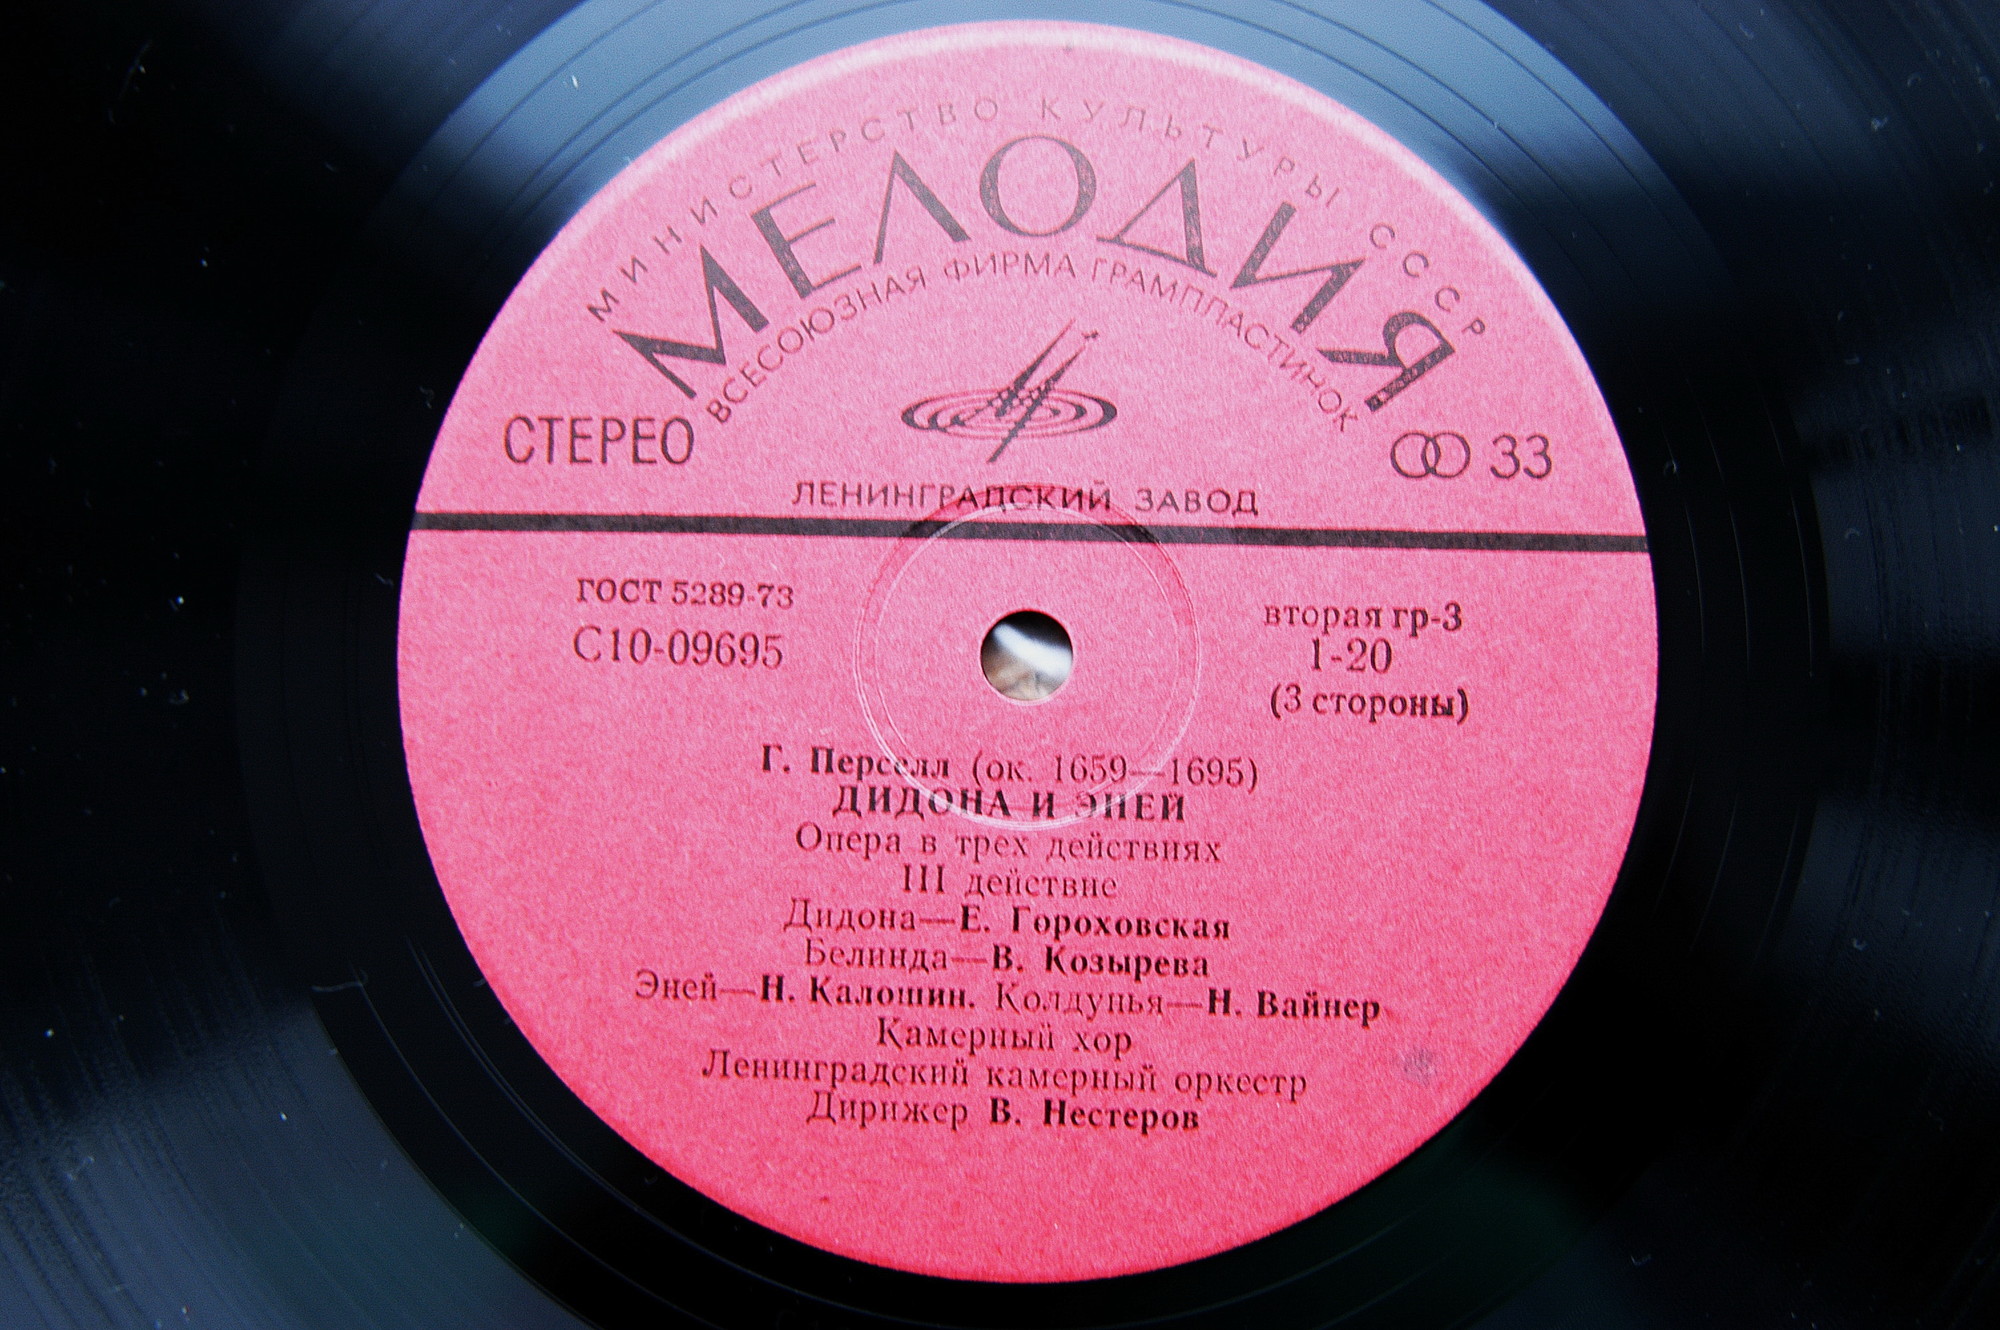 МИНИСТЕРСТВО КУЛЬТУРЫ СССР
МЕЛОДИЯ
ВСЕСОЮЗНАЯ ФИРМА ГРАМПЛАСТИНОК
СТЕРЕО
33
ЛЕНИНГРАДСКИЙ ЗАВОД
ГОСТ 5289-73
С10-09695
вторая гр-3
1-20
(3 стороны)
Г. Перселл (ок. 1659—1695)
ДИДОНА И ЭНЕЙ
Опера в трех действиях
III действие
Дидона—Е. Гороховская
Белинда—В. Козырева
Эней—Н. Калошин. Колдунья—Н. Вайнер
Камерный хор
Ленинградский камерный оркестр
Дирижер В. Нестеров